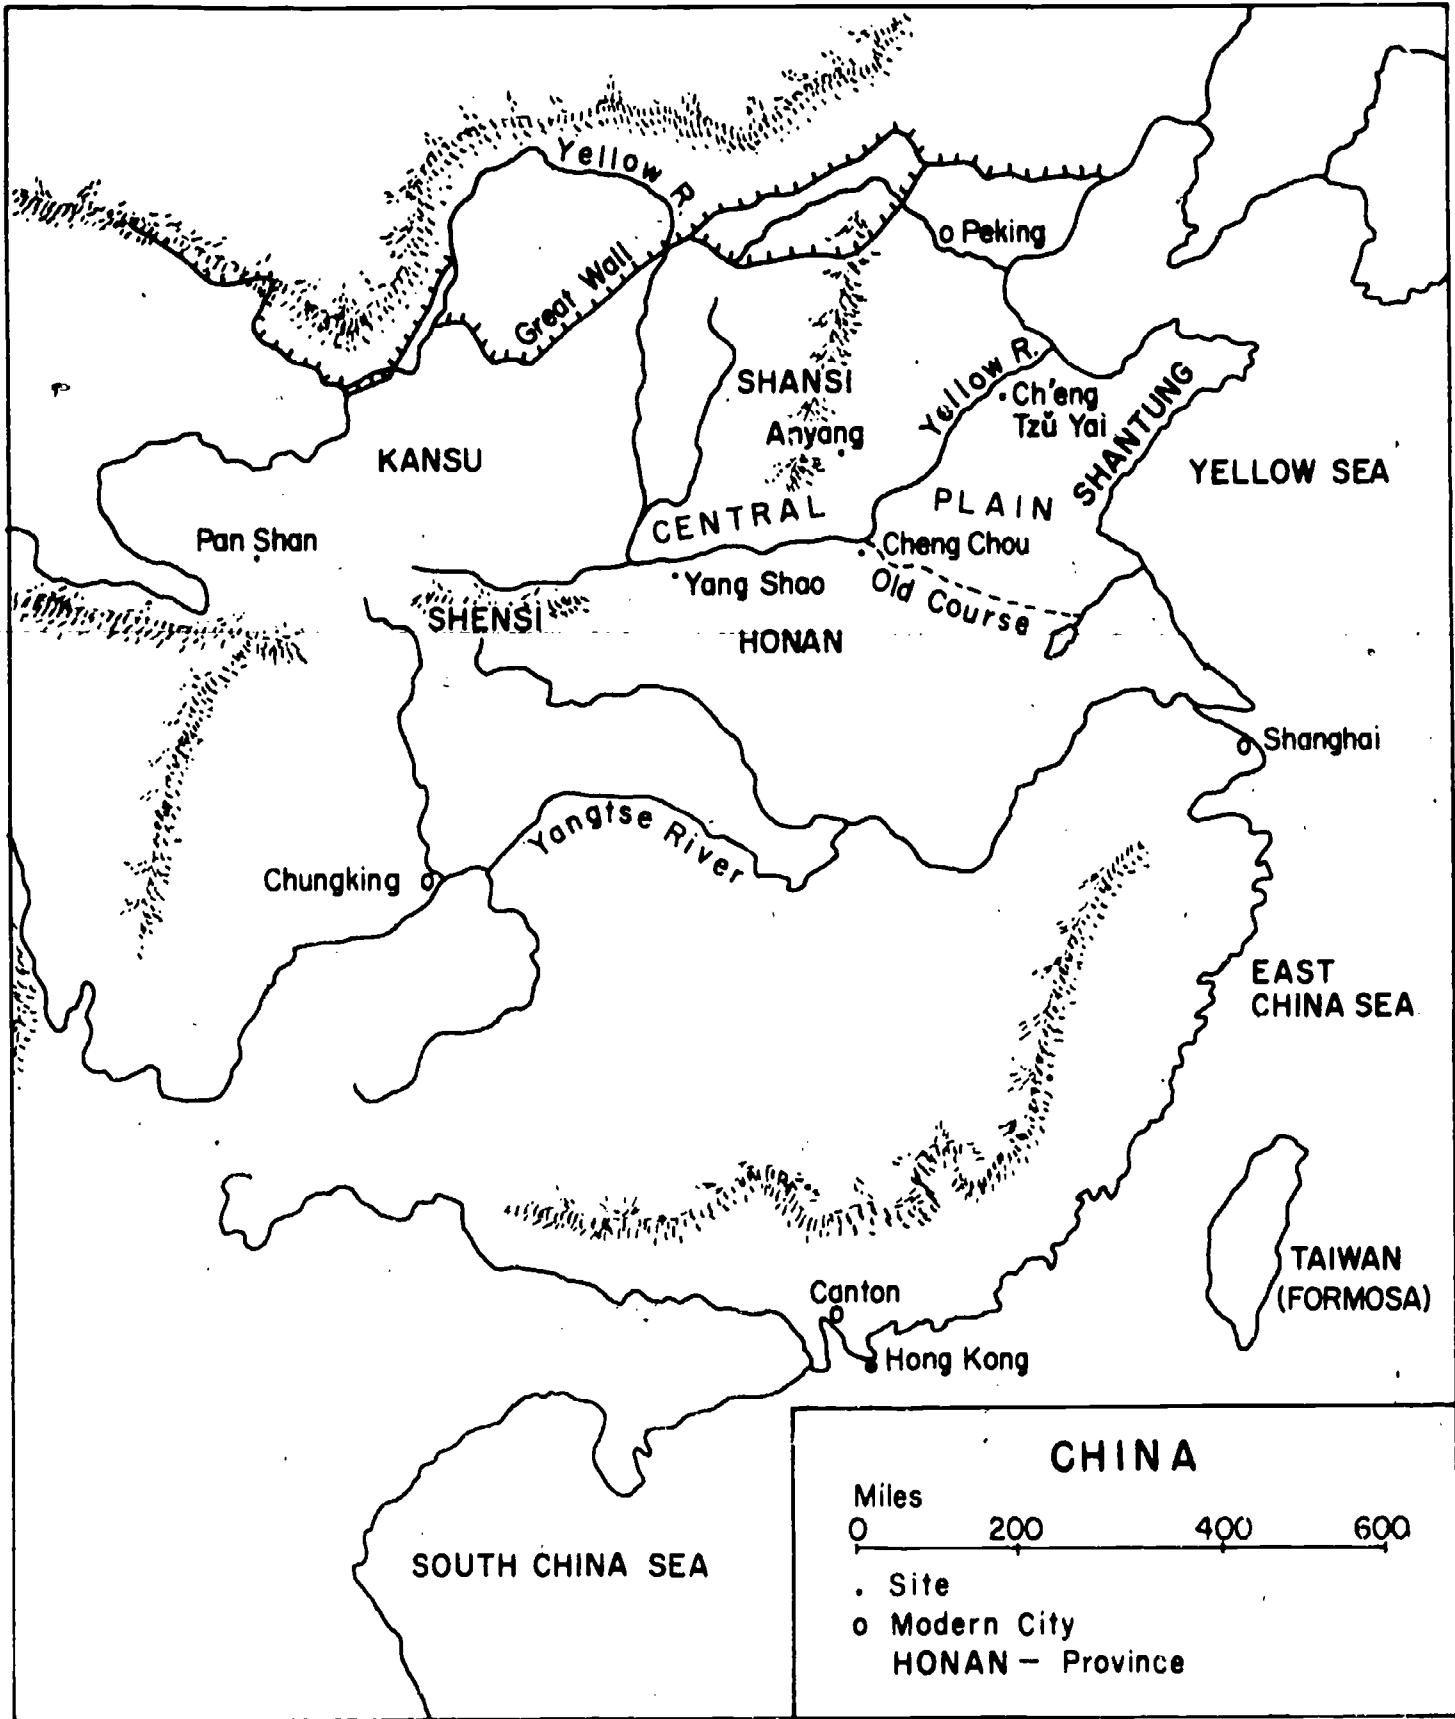 Yellow R.
Great Wall
Peking
SHANSI
Anyang
Yellow R.
Ch'eng
Tzŭ Yai
SHANTUNG
KANSU
YELLOW SEA
CENTRAL PLAIN
Pan Shan
Cheng Chou
Yang Shao
Old Course
SHENSI
HONAN
Shanghai
Yangtse River
Chungking
EAST
CHINA SEA
TAIWAN
(FORMOSA)
Canton
Hong Kong
SOUTH CHINA SEA
CHINA
Miles
0 200 400 600
. Site
o Modern City
HONAN — Province